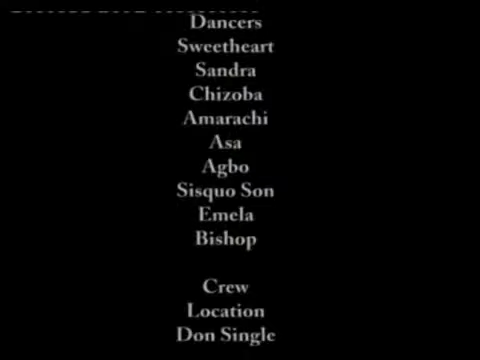 Dancers
Sweetheart
Sandra
Chizoba
Amarachi
Asa
Agbo
Sisquo Son
Emela
Bishop
Crew
Location
Don Single